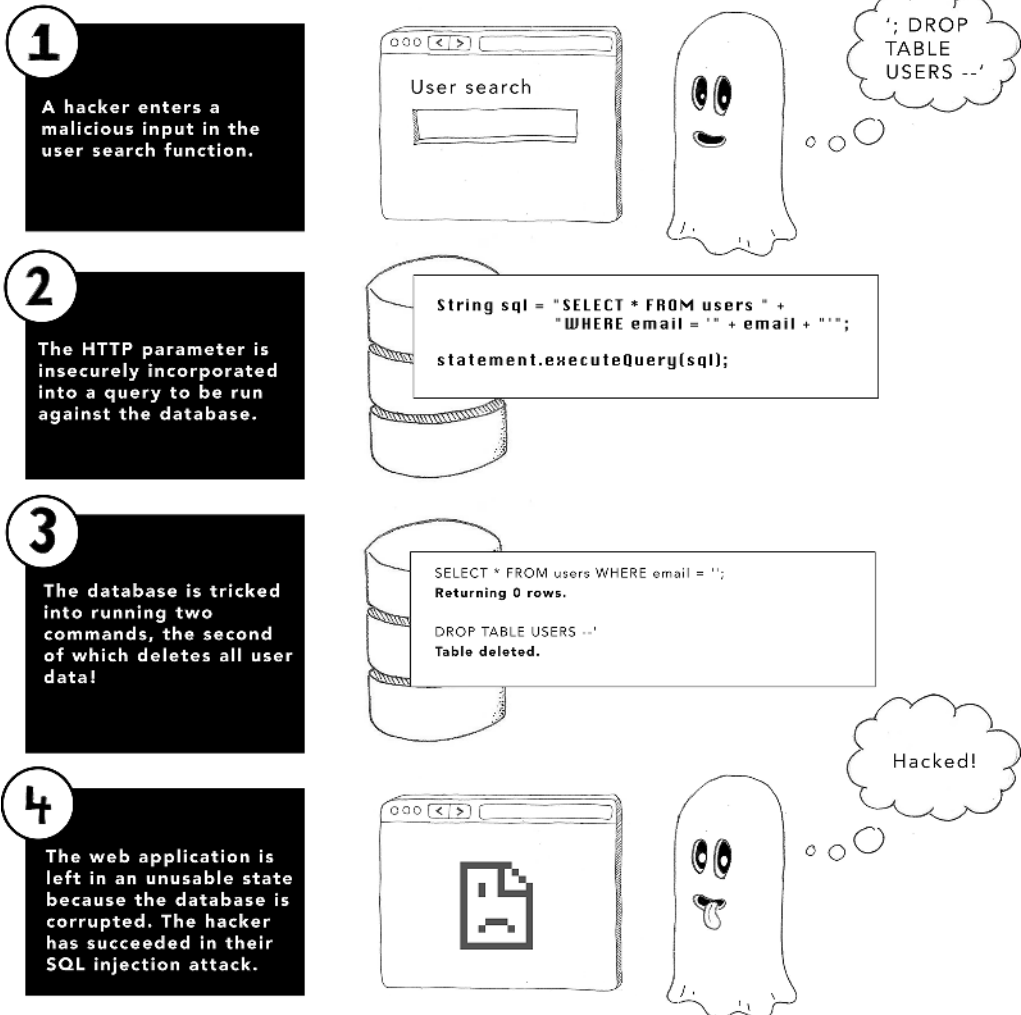 1
A hacker enters a
malicious input in the
user search function.
User search
‘; DROP
TABLE
USERS --‘
2
The HTTP parameter is
insecurely incorporated
into a query to be run
against the database.
String sql = "SELECT * FROM users " +
"WHERE email = '" + email + "'";
statement.executeQuery(sql);
3
The database is tricked
into running two
commands, the second
of which deletes all user
data!
SELECT * FROM users WHERE email = '';
Returning 0 rows.
DROP TABLE USERS --'
Table deleted.
4
The web application is
left in an unusable state
because the database is
corrupted. The hacker
has succeeded in their
SQL injection attack.
Hacked!